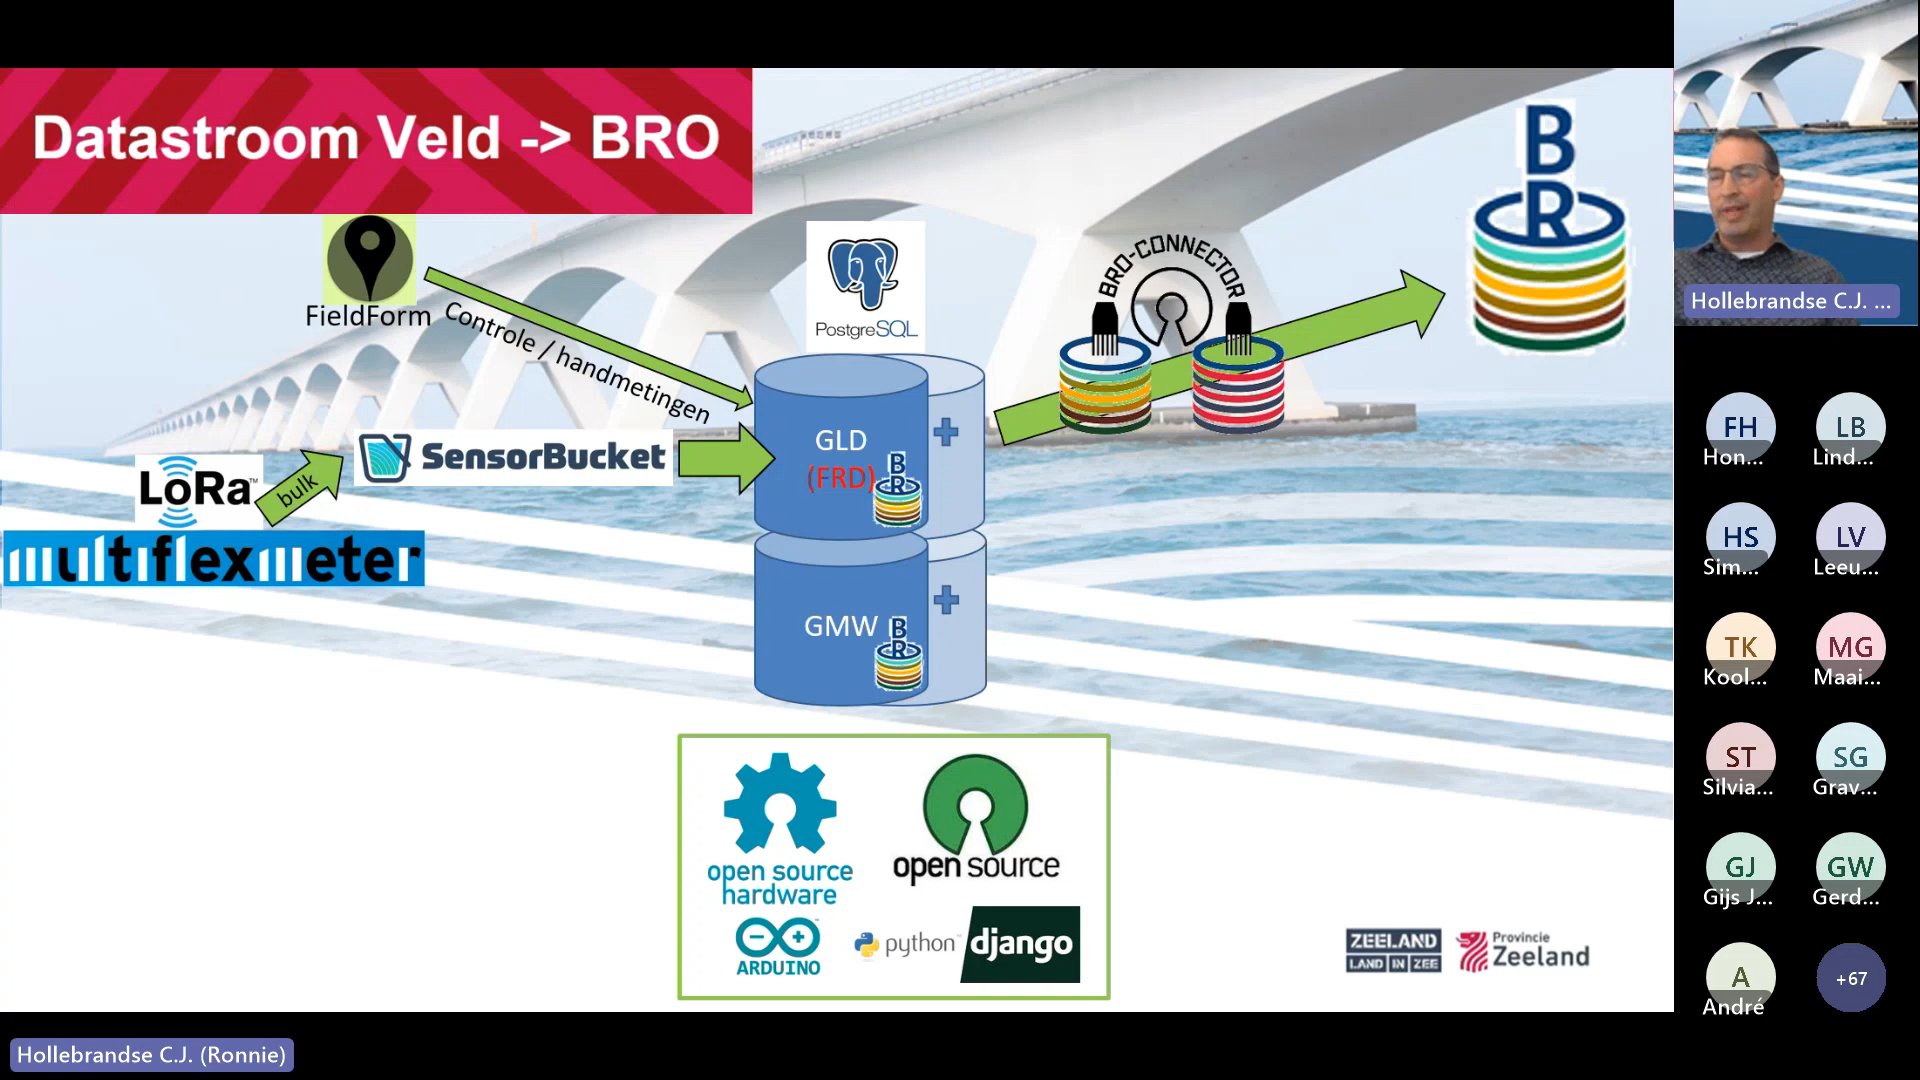 Datastroom Veld -> BRO
FieldForm
Controle / handmetingen
PostgreSQL
BRO-CONNECTOR
B
R
Hollebrandse C.J. ...
LoRa™
bulk
SensorBucket
multiflexmeter
GLD
(FRD)
B
R
GMW
B
R
open source
hardware
open source
ARDUINO
python™
django
ZEELAND
LAND IN ZEE
Provincie
Zeeland
FH
Hon...
LB
Lind...
HS
Sim...
LV
Leeu...
TK
Kool...
MG
Maai...
ST
Silvia...
SG
Grav...
GJ
Gijs J...
GW
Gerd...
A
André
+67
Hollebrandse C.J. (Ronnie)